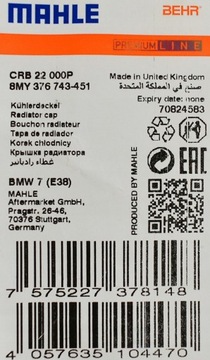 MAHLE BEHR
PREMIUM LINE
CRB 22 000P
8MY 376 743-451
Made in United Kingdom
صنع في المملكة المتحدة
Expiry date: none
70824583
Kühlerdeckel
Radiator cap
Bouchon radiateur
Tapa de radiador
Korek chłodnicy
Крышка радиатора
غطاء رادياتير
BMW 7 (E38)
MAHLE
Aftermarket GmbH,
Pragstr. 26-46,
70376 Stuttgart,
Germany
PRODUCED BY MAHLE
7 575227 378148
4 057635 104470